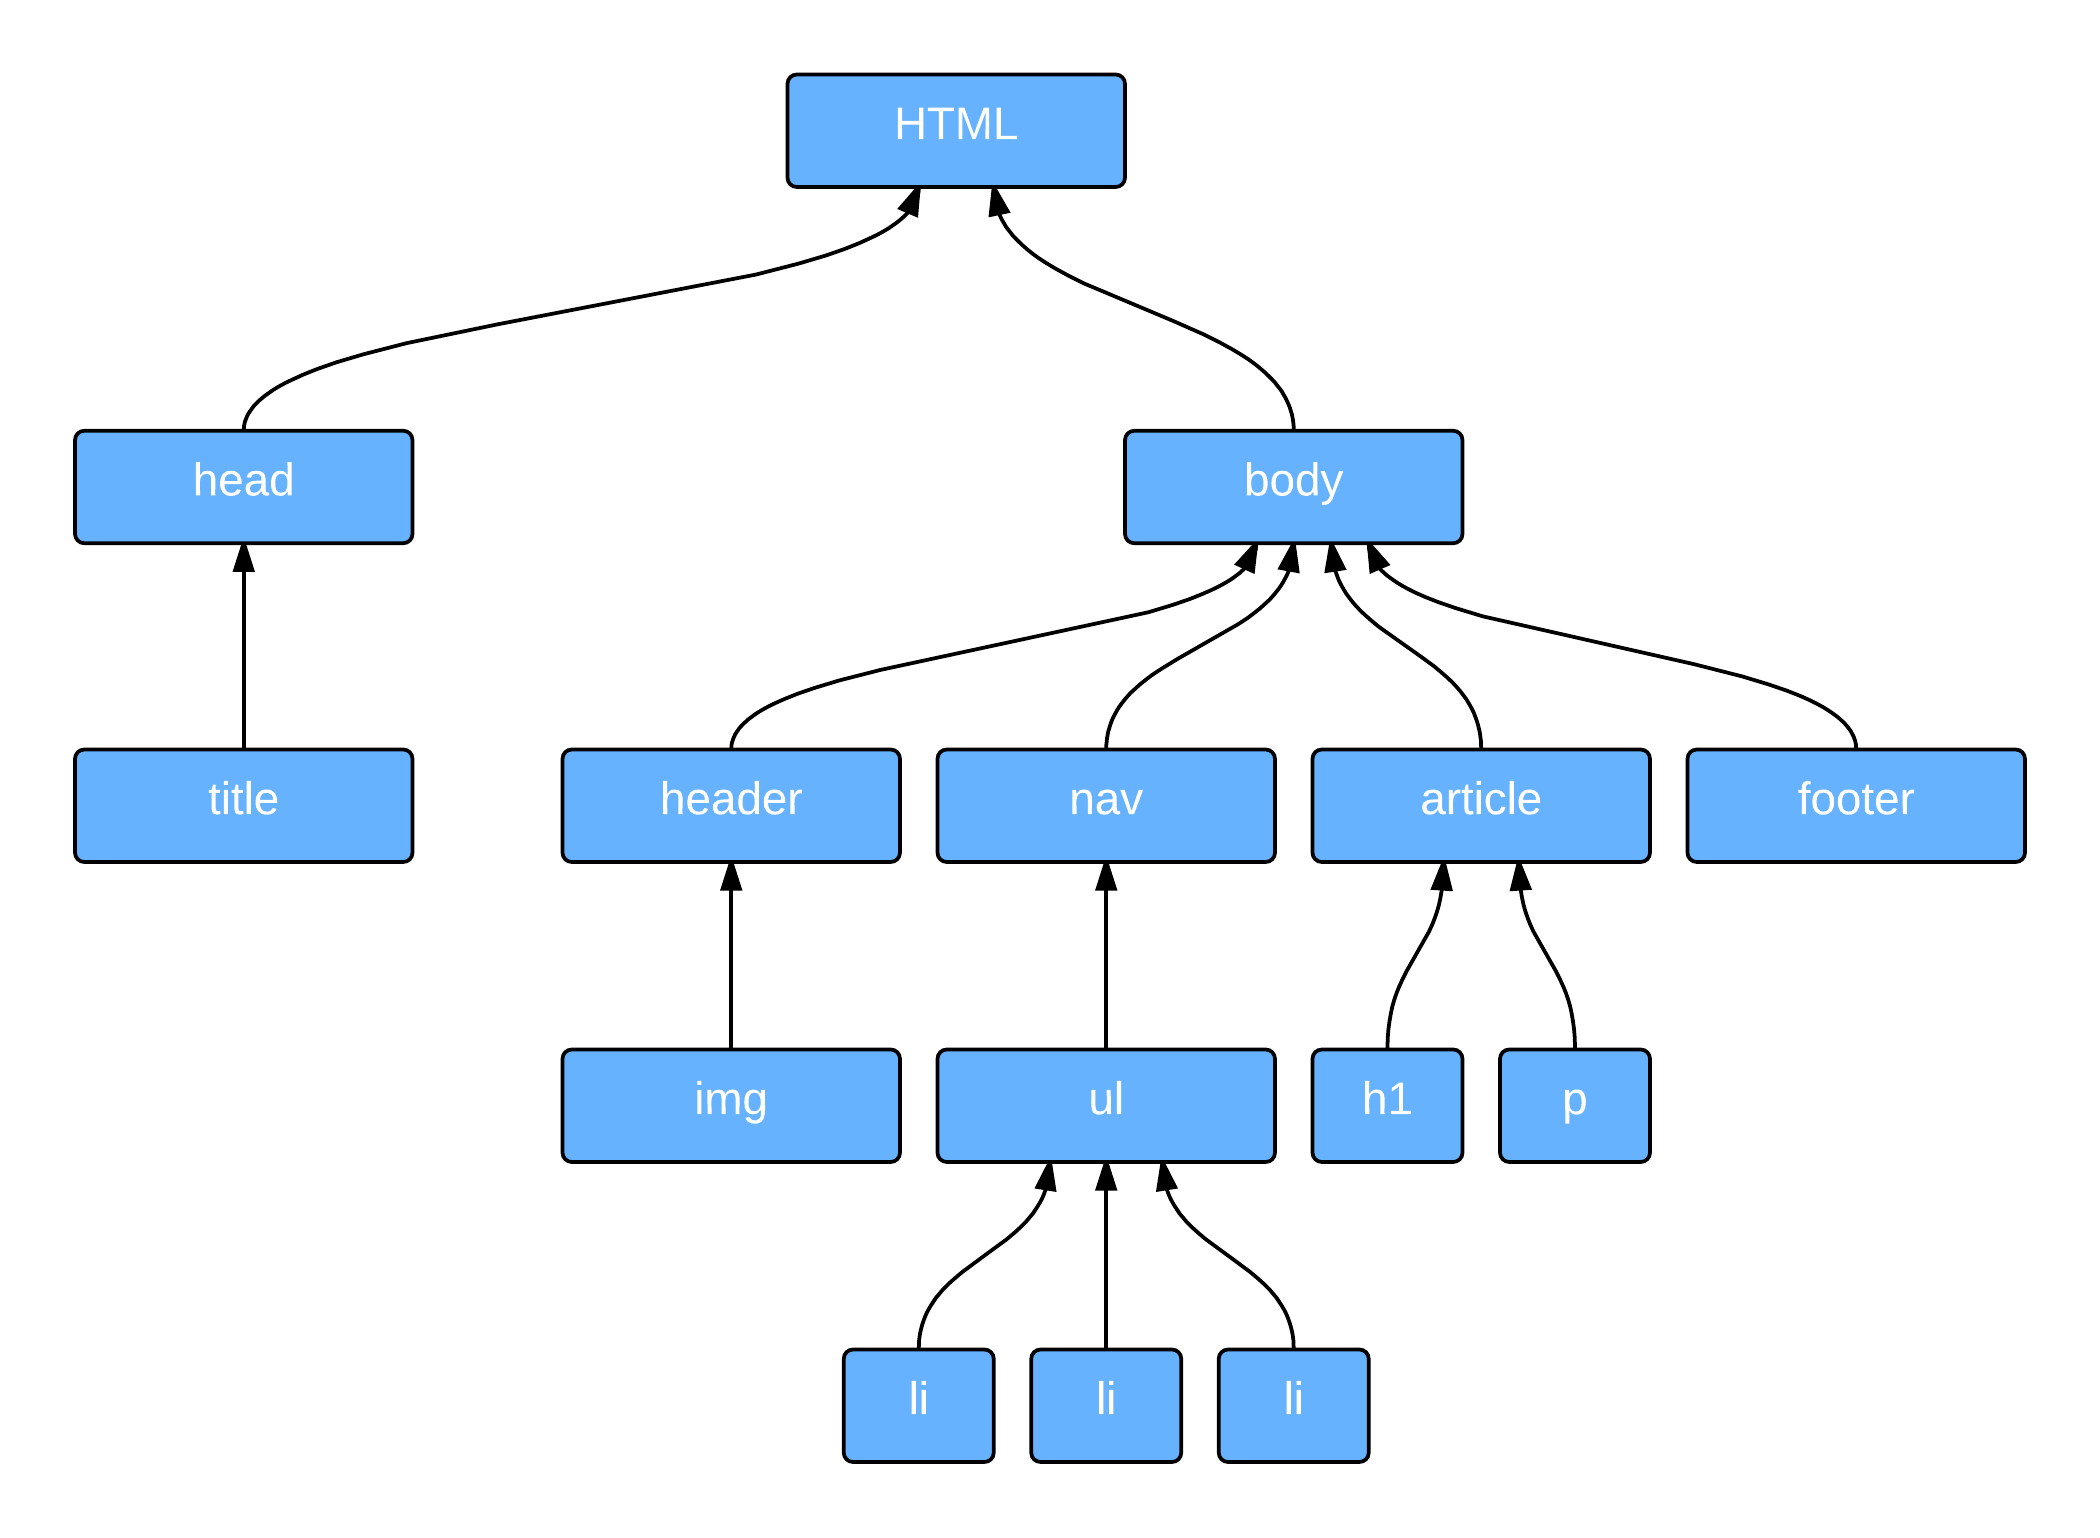 HTML
head
body
title
header
nav
article
footer
img
ul
h1
p
li
li
li